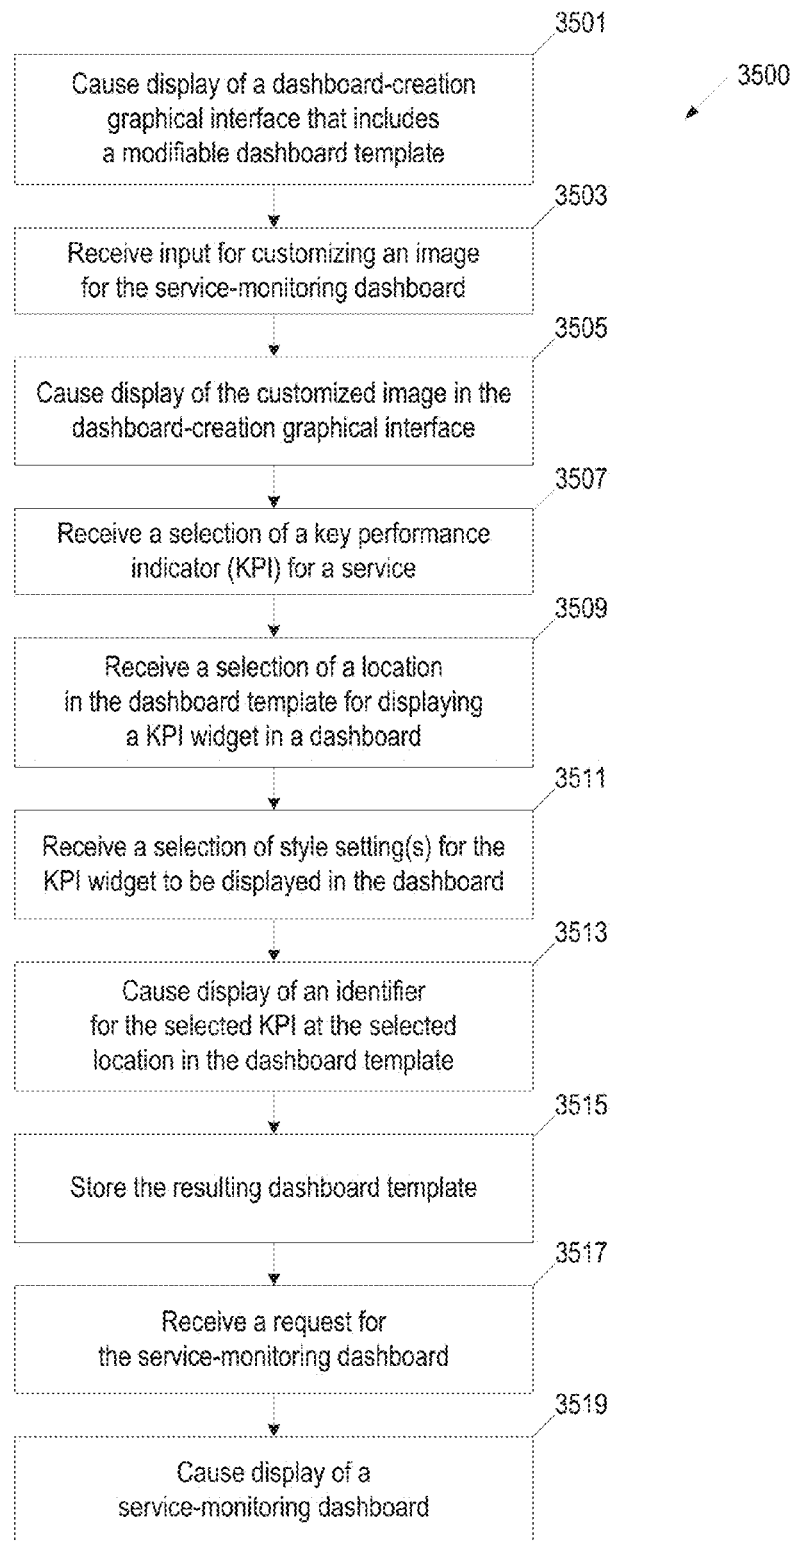 3501
3500
Cause display of a dashboard-creation
graphical interface that includes
a modifiable dashboard template
3503
Receive input for customizing an image
for the service-monitoring dashboard
3505
Cause display of the customized image in the
dashboard-creation graphical interface
3507
Receive a selection of a key performance
indicator (KPI) for a service
3509
Receive a selection of a location
in the dashboard template for displaying
a KPI widget in a dashboard
3511
Receive a selection of style setting(s) for the
KPI widget to be displayed in the dashboard
3513
Cause display of an identifier
for the selected KPI at the selected
location in the dashboard template
3515
Store the resulting dashboard template
3517
Receive a request for
the service-monitoring dashboard
3519
Cause display of a
service-monitoring dashboard